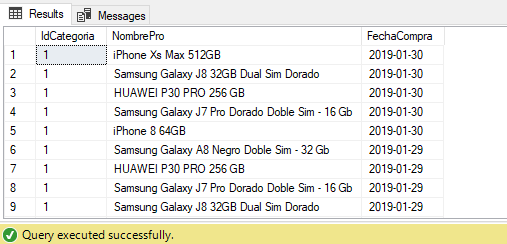 Results Messages
IdCategoria NombrePro FechaCompra
1 1 iPhone Xs Max 512GB 2019-01-30
2 1 Samsung Galaxy J8 32GB Dual Sim Dorado 2019-01-30
3 1 HUAWEI P30 PRO 256 GB 2019-01-30
4 1 Samsung Galaxy J7 Pro Dorado Doble Sim - 16 Gb 2019-01-30
5 1 iPhone 8 64GB 2019-01-30
6 1 Samsung Galaxy A8 Negro Doble Sim - 32 Gb 2019-01-29
7 1 HUAWEI P30 PRO 256 GB 2019-01-29
8 1 Samsung Galaxy J7 Pro Dorado Doble Sim - 16 Gb 2019-01-29
9 1 Samsung Galaxy J8 32GB Dual Sim Dorado 2019-01-29
Query executed successfully.